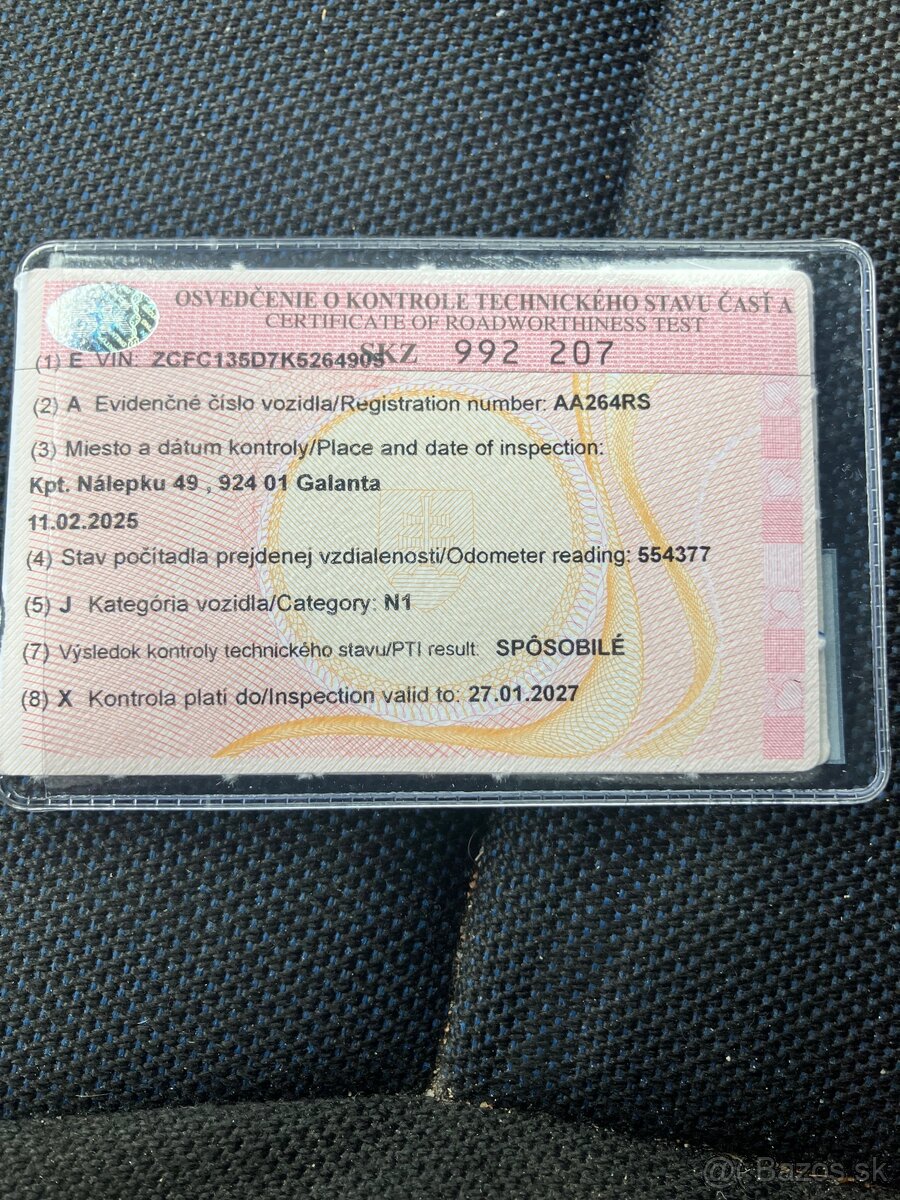 OSVEDČENIE O KONTROLE TECHNICKÉHO STAVU ČASŤ A
CERTIFICATE OF ROADWORTHINESS TEST
SKZ 992 207
(1) E VIN ZCFC135D7K5264905
(2) A Evidenčné číslo vozidla/Registration number: AA264RS
(3) Miesto a dátum kontroly/Place and date of inspection:
Kpt. Nálepku 49 , 924 01 Galanta
11.02.2025
(4) Stav počítadla prejdenej vzdialenosti/Odometer reading: 554377
(5) J Kategória vozidla/Category: N1
(7) Výsledok kontroly technického stavu/PTI result: SPÔSOBILÉ
(8) X Kontrola platí do/Inspection valid to: 27.01.2027
Bazos.sk